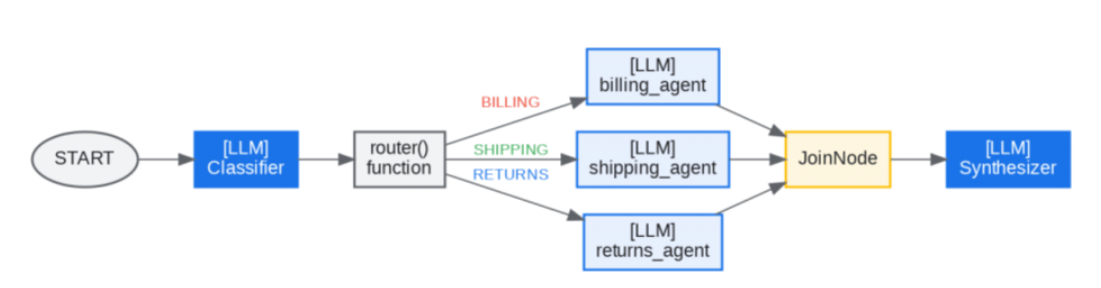 START
[LLM]
Classifier
router()
function
BILLING
SHIPPING
RETURNS
[LLM]
billing_agent
[LLM]
shipping_agent
[LLM]
returns_agent
JoinNode
[LLM]
Synthesizer